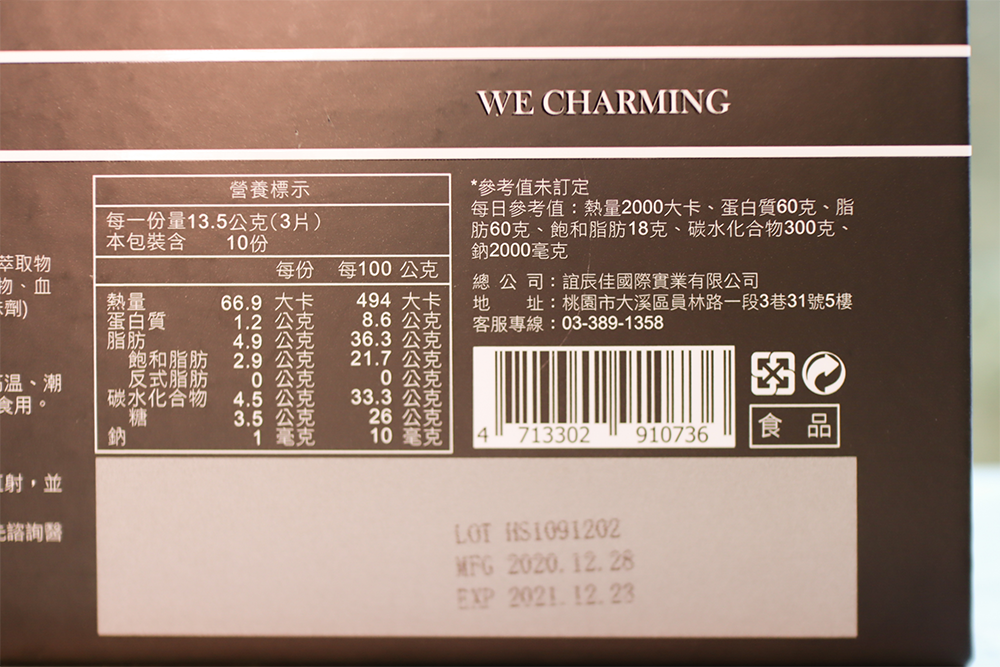 WE CHARMING
萃取物
物、血
劑)
高温、潮
食用。
射，並
諮詢醫
營養標示
每一份量13.5公克(3片)
本包裝含 10份
每份 每100 公克
熱量 66.9 大卡 494 大卡
蛋白質 1.2 公克 8.6 公克
脂肪 4.9 公克 36.3 公克
飽和脂肪 2.9 公克 21.7 公克
反式脂肪 0 公克 0 公克
碳水化合物 4.5 公克 33.3 公克
糖 3.5 公克 26 公克
鈉 1 毫克 10 毫克
*參考值未訂定
每日參考值：熱量2000大卡、蛋白質60克、脂
肪60克、飽和脂肪18克、碳水化合物300克、
鈉2000毫克
總公司：誼辰佳國際實業有限公司
地址：桃園市大溪區員林路一段3巷31號5樓
客服專線：03-389-1358
4 713302 910736
食品
LOT HS1091202
MFG 2020.12.28
EXP 2021.12.23